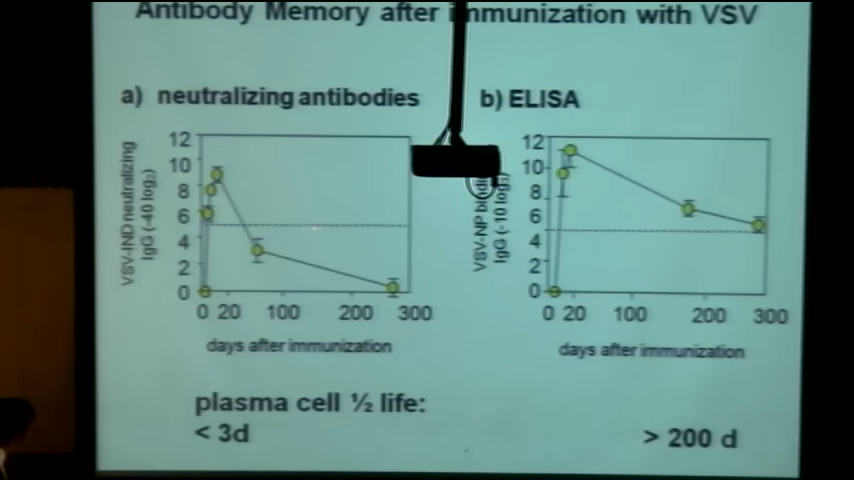 Antibody Memory after immunization with VSV
a) neutralizing antibodies
b) ELISA
VSV-IND neutralizing
IgG (-40 log₂)
12
10
8
6
4
2
0
0 20 100 200 300
days after immunization
VSV-NP
IgG (-10 log₂)
12
10
8
6
4
2
0
0 20 100 200 300
days after immunization
plasma cell ½ life:
< 3d
> 200 d